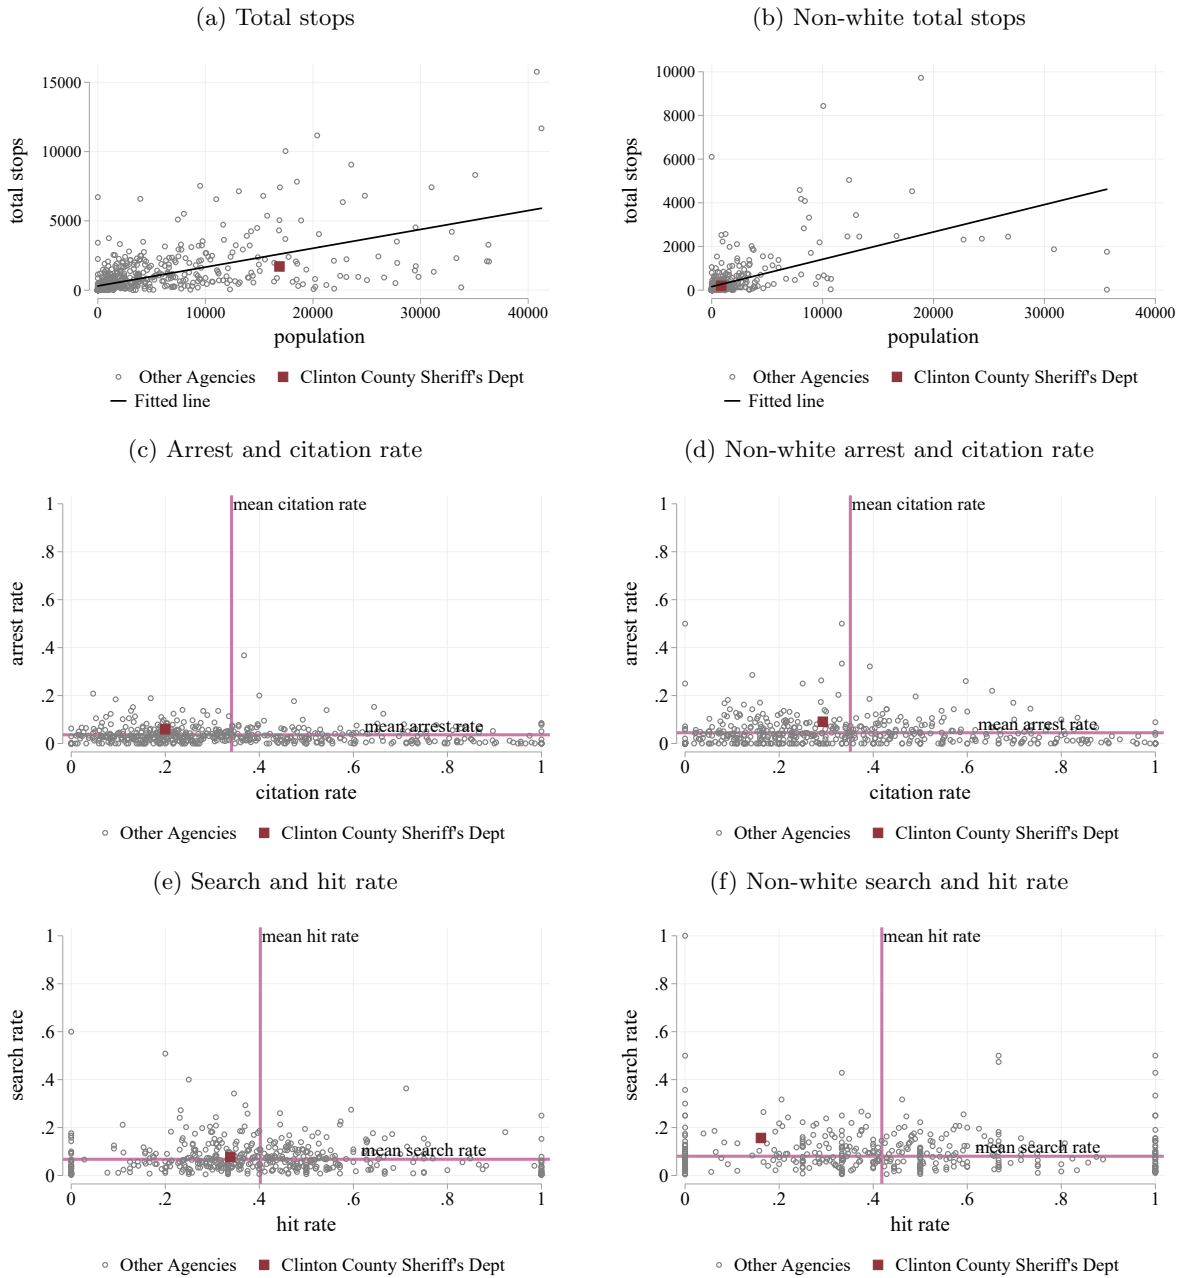 (a) Total stops
(b) Non-white total stops
total stops
15000
10000
5000
0
0 10000 20000 30000 40000
population
Other Agencies Clinton County Sheriff's Dept
Fitted line
total stops
10000
8000
6000
4000
2000
0
0 10000 20000 30000 40000
population
Other Agencies Clinton County Sheriff's Dept
Fitted line
(c) Arrest and citation rate
(d) Non-white arrest and citation rate
arrest rate
1
.8
.6
.4
.2
0
mean citation rate
mean arrest rate
0 .2 .4 .6 .8 1
citation rate
Other Agencies Clinton County Sheriff's Dept
arrest rate
1
.8
.6
.4
.2
0
mean citation rate
mean arrest rate
0 .2 .4 .6 .8 1
citation rate
Other Agencies Clinton County Sheriff's Dept
(e) Search and hit rate
(f) Non-white search and hit rate
search rate
1
.8
.6
.4
.2
0
mean hit rate
mean search rate
0 .2 .4 .6 .8 1
hit rate
Other Agencies Clinton County Sheriff's Dept
search rate
1
.8
.6
.4
.2
0
mean hit rate
mean search rate
0 .2 .4 .6 .8 1
hit rate
Other Agencies Clinton County Sheriff's Dept